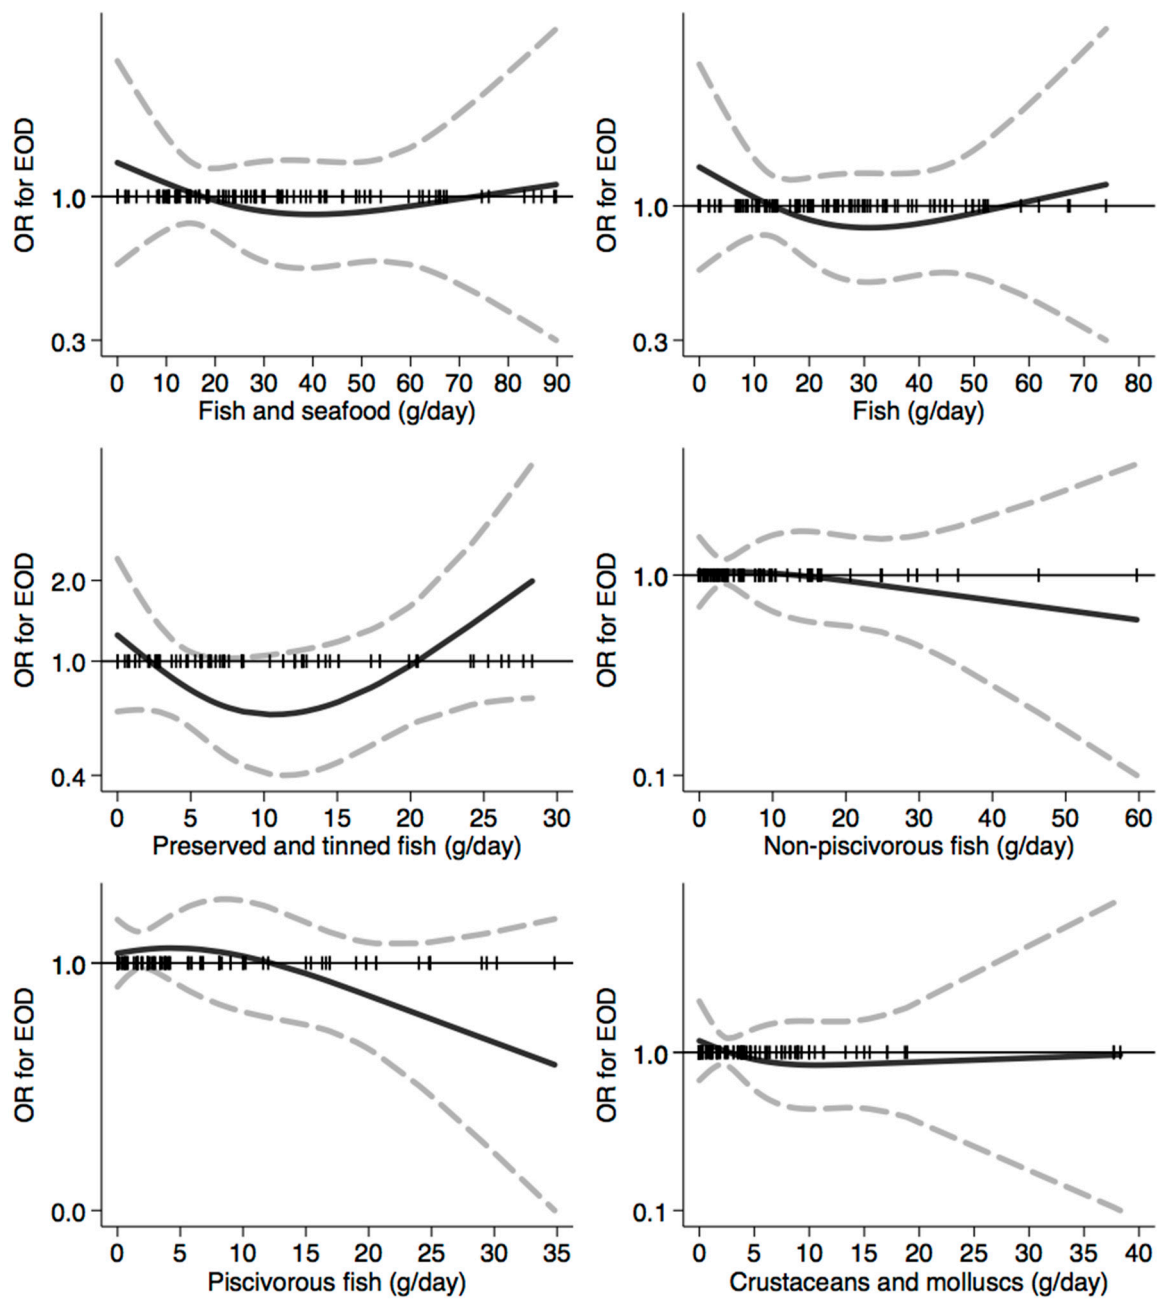 OR for EOD
1.0
0.3
0 10 20 30 40 50 60 70 80 90
Fish and seafood (g/day)
OR for EOD
1.0
0.3
0 10 20 30 40 50 60 70 80
Fish (g/day)
OR for EOD
2.0
1.0
0.4
0 5 10 15 20 25 30
Preserved and tinned fish (g/day)
OR for EOD
1.0
0.1
0 10 20 30 40 50 60
Non-piscivorous fish (g/day)
OR for EOD
1.0
0.0
0 5 10 15 20 25 30 35
Piscivorous fish (g/day)
OR for EOD
1.0
0.1
0 5 10 15 20 25 30 35 40
Crustaceans and molluscs (g/day)